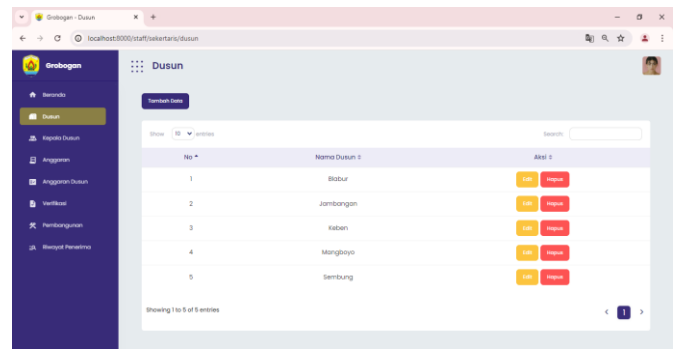 Grobogan - Dusun
localhost:8000/staff/sekertaris/dusun
Grobogan
Dusun
Beranda
Dusun
Kepala Dusun
Anggaran
Anggaran Dusun
Verifikasi
Pembangunan
Riwayat Penerima
Tambah Data
Show 10 entries
Search:
No Nama Dusun Aksi
1 Blabur Edit Hapus
2 Jambangan Edit Hapus
3 Keben Edit Hapus
4 Mangboyo Edit Hapus
5 Sembung Edit Hapus
Showing 1 to 5 of 5 entries
1